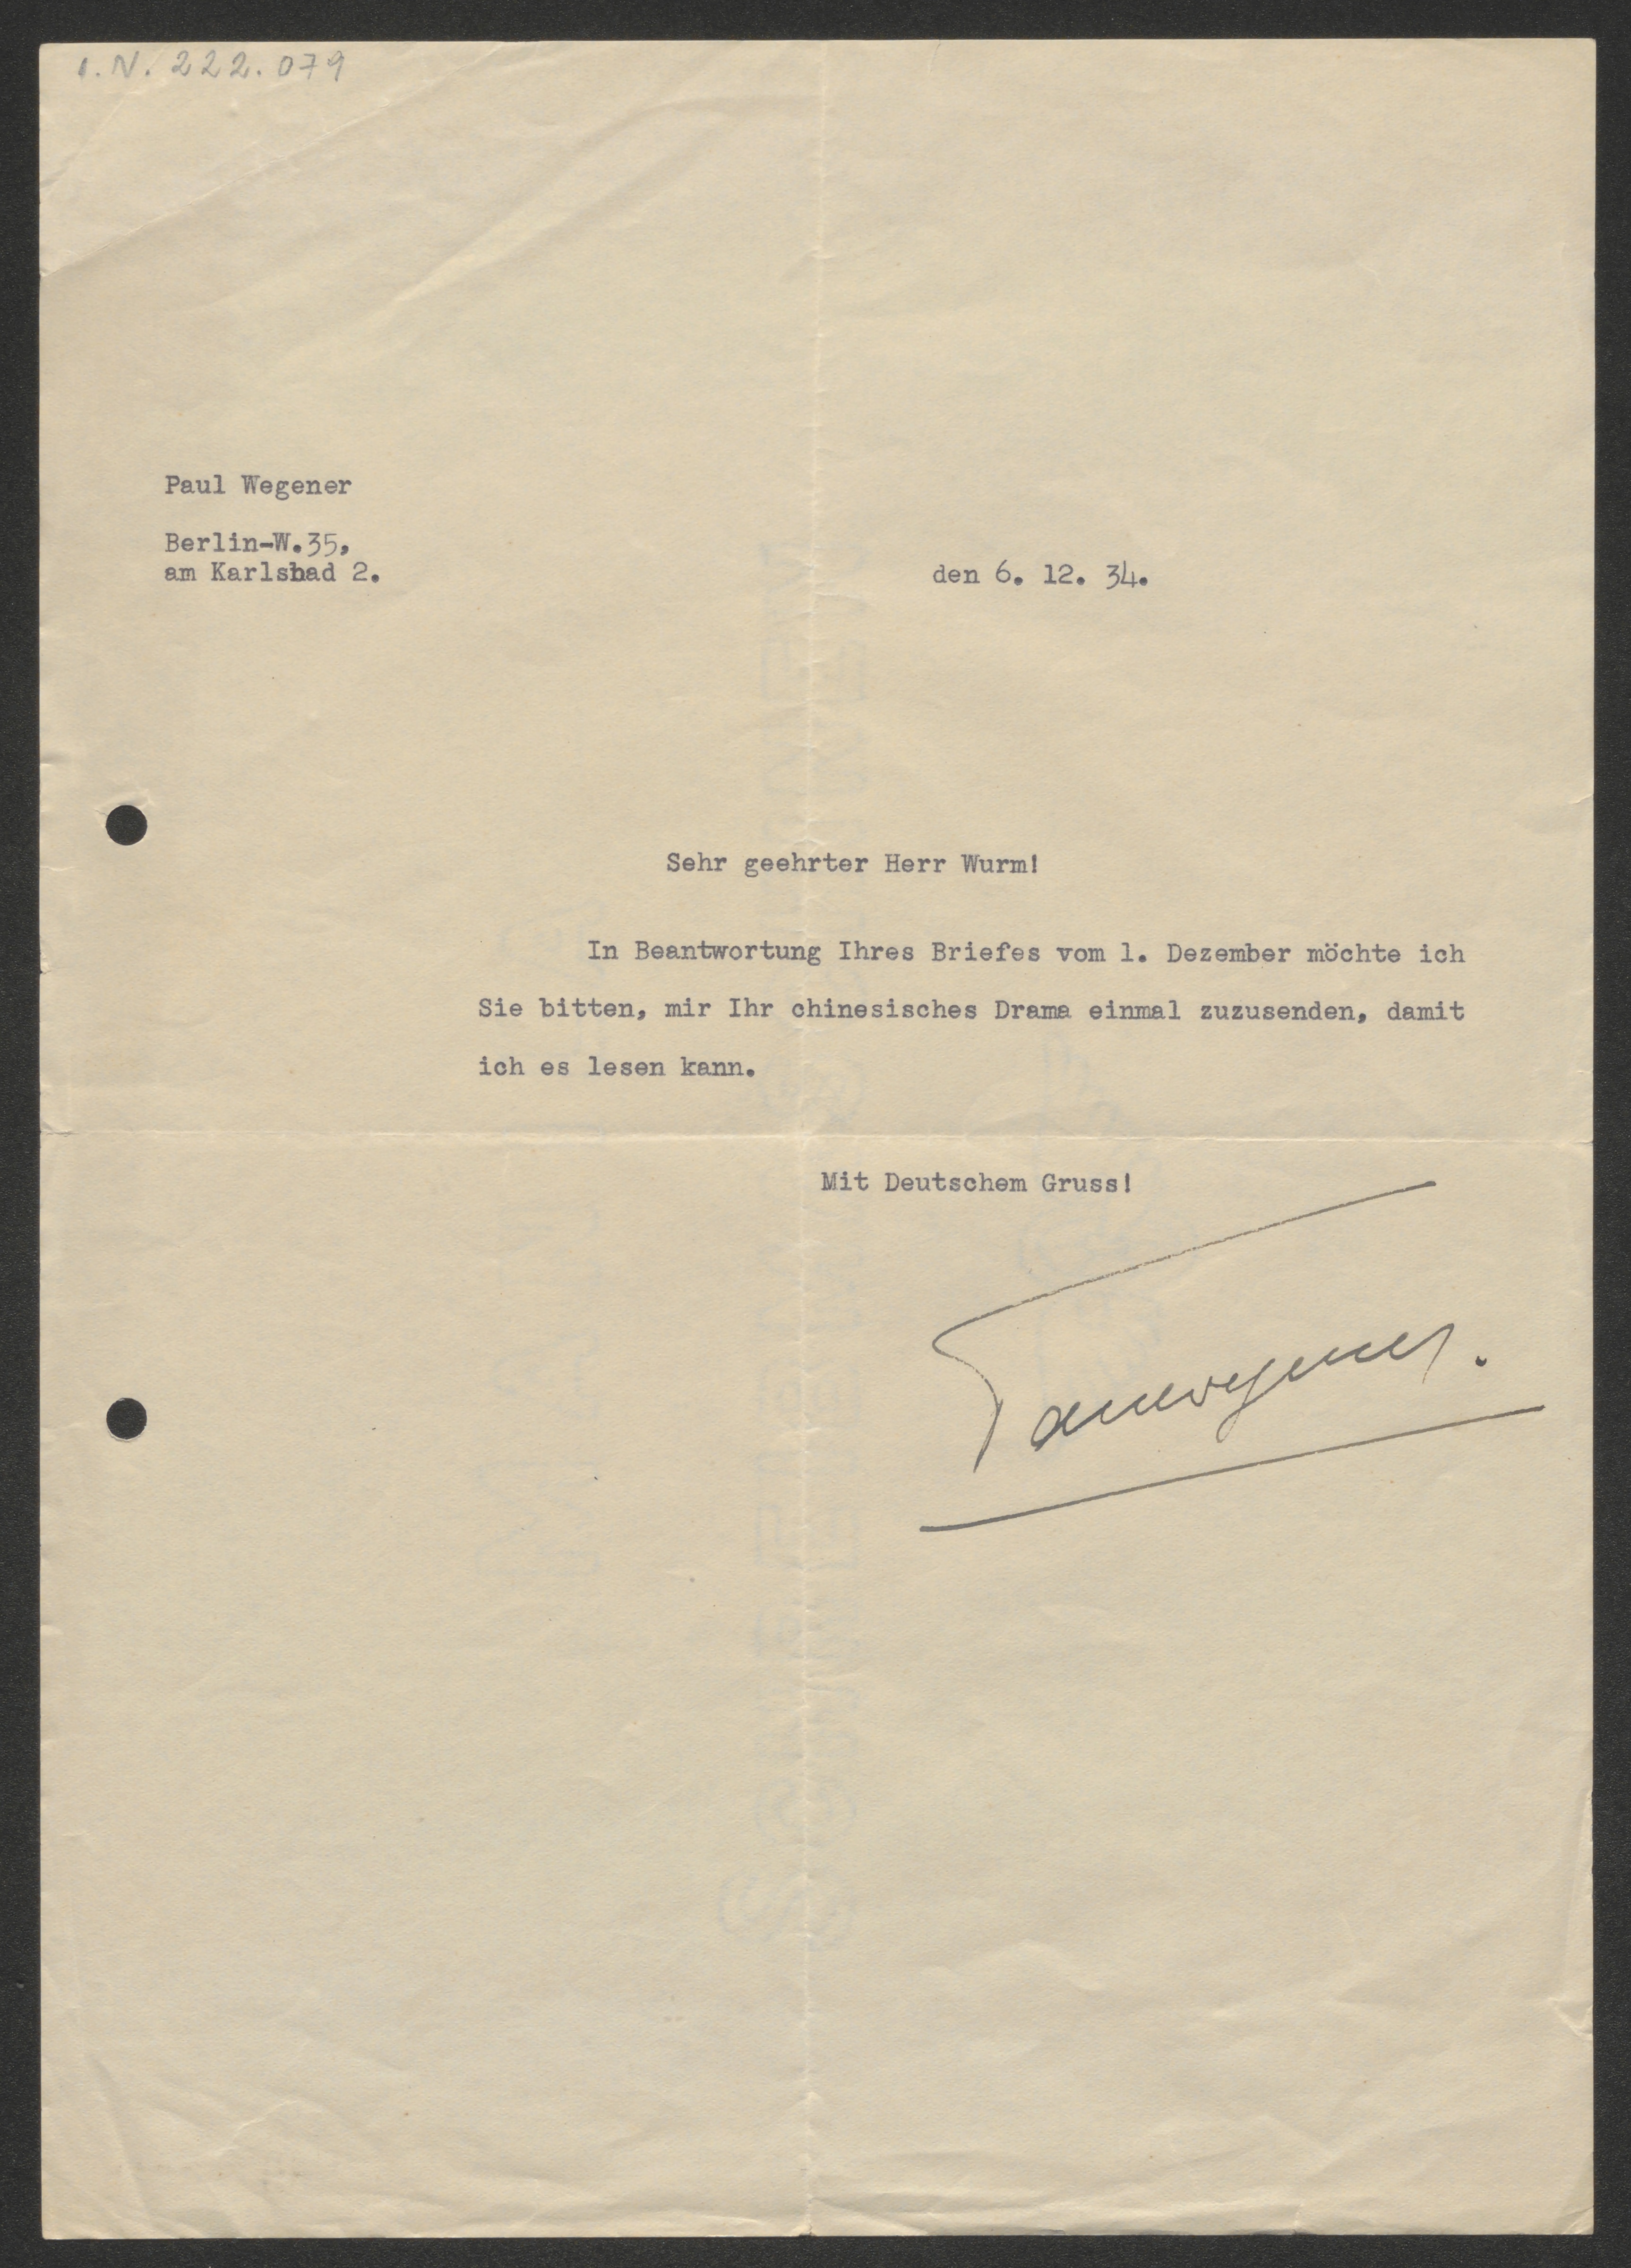 I.N. 222.079
Paul Wegener
Berlin-W.35,
am Karlsbad 2.
den 6. 12. 34.
Sehr geehrter Herr Wurm!
In Beantwortung Ihres Briefes vom 1. Dezember möchte ich
Sie bitten, mir Ihr chinesisches Drama einmal zuzusenden, damit
ich es lesen kann.
Mit Deutschem Gruss!
Paul Wegener.